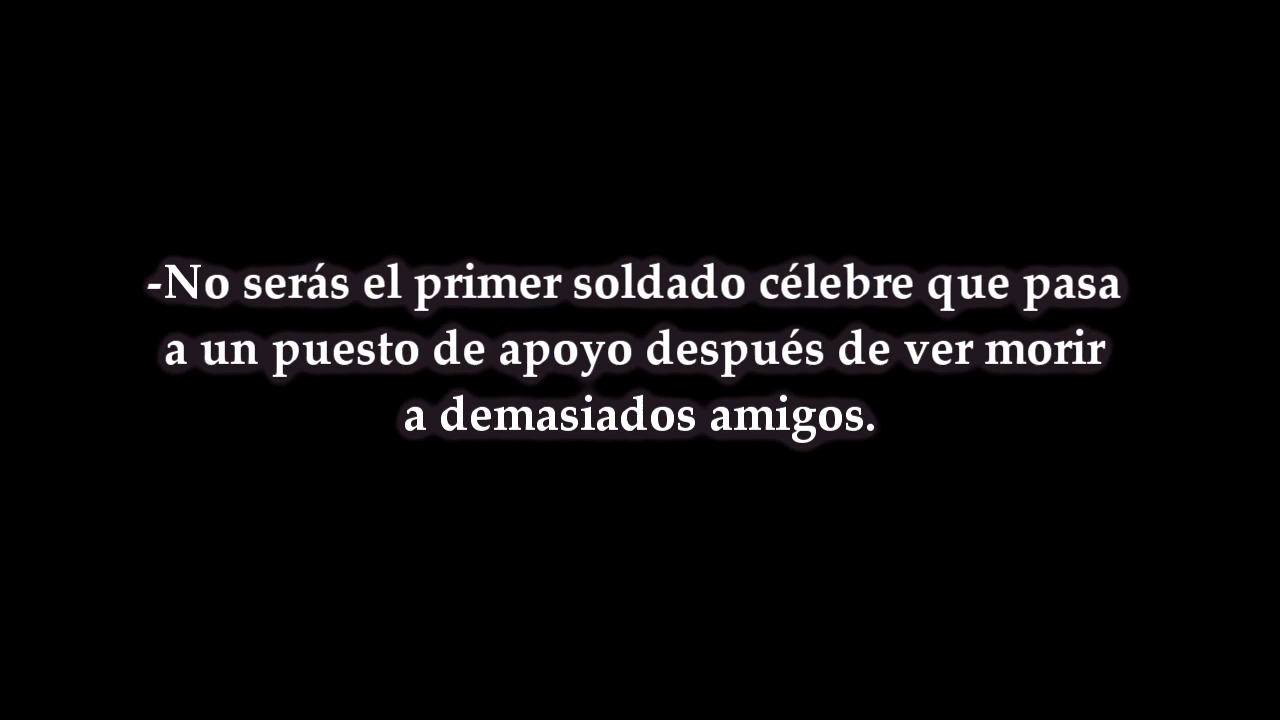 -No serás el primer soldado célebre que pasa
a un puesto de apoyo después de ver morir
a demasiados amigos.